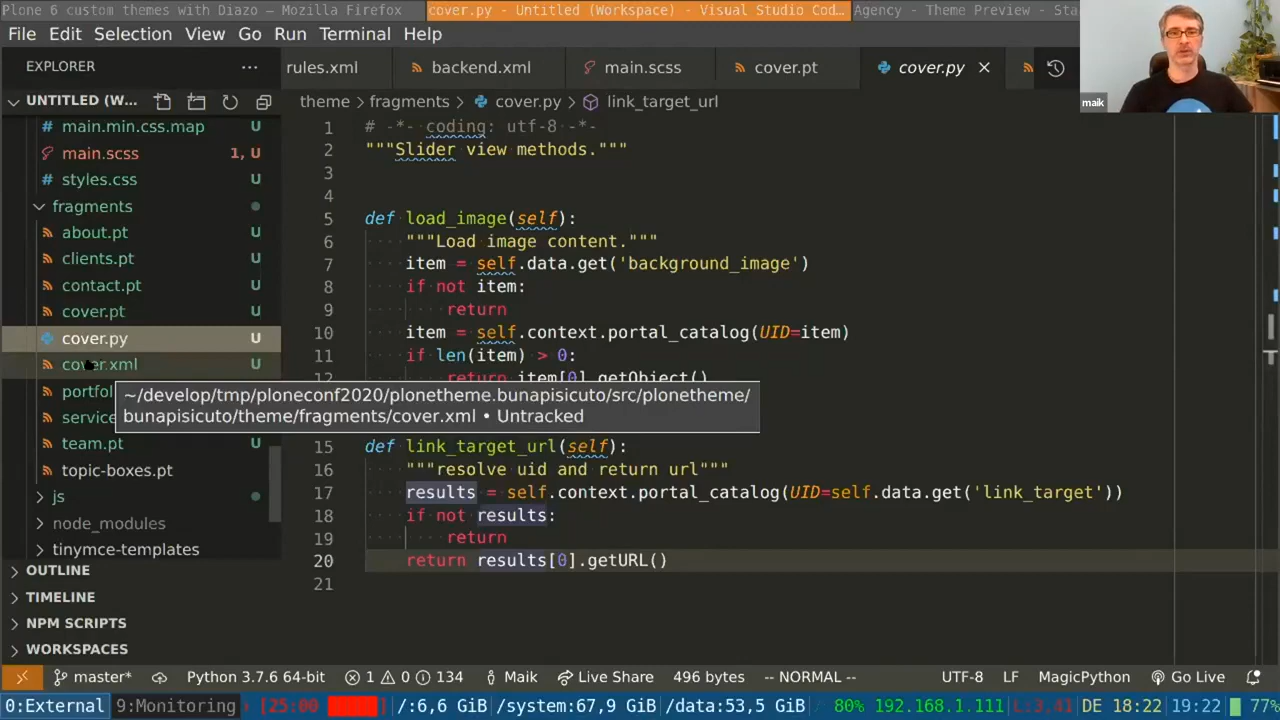 Plone 6 custom themes with Diazo — Mozilla Firefox
cover.py - Untitled (Workspace) - Visual Studio Cod…
Agency - Theme Preview - Sta
File Edit Selection View Go Run Terminal Help
EXPLORER
rules.xml
backend.xml
main.scss
cover.pt
cover.py
maik
UNTITLED (W...
theme > fragments > cover.py > link_target_url
main.min.css.map U
main.scss 1, U
styles.css U
fragments
about.pt U
clients.pt U
contact.pt U
cover.pt U
cover.py U
cover.xml U
portfol
service
team.pt U
topic-boxes.pt
js
node_modules
tinymce-templates
OUTLINE
TIMELINE
NPM SCRIPTS
WORKSPACES
~/develop/tmp/ploneconf2020/plonetheme.bunapisicuto/src/plonetheme/
bunapisicuto/theme/fragments/cover.xml • Untracked
1 # -*- coding: utf-8 -*-
2 """Slider view methods."""
3
4
5 def load_image(self):
6 """Load image content."""
7 item = self.data.get('background_image')
8 if not item:
9 return
10 item = self.context.portal_catalog(UID=item)
11 if len(item) > 0:
12 return item[0].getObject()
15 def link_target_url(self):
16 """resolve uid and return url"""
17 results = self.context.portal_catalog(UID=self.data.get('link_target'))
18 if not results:
19 return
20 return results[0].getURL()
21
master* Python 3.7.6 64-bit 1 0 134 Maik Live Share 496 bytes -- NORMAL -- UTF-8 LF MagicPython Go Live
0:External 9:Monitoring [25:00 ] /:6,6 GiB /system:67,9 GiB /data:53,5 GiB 80% 192.168.1.111 L:3,41 DE 18:22 19:22 77%